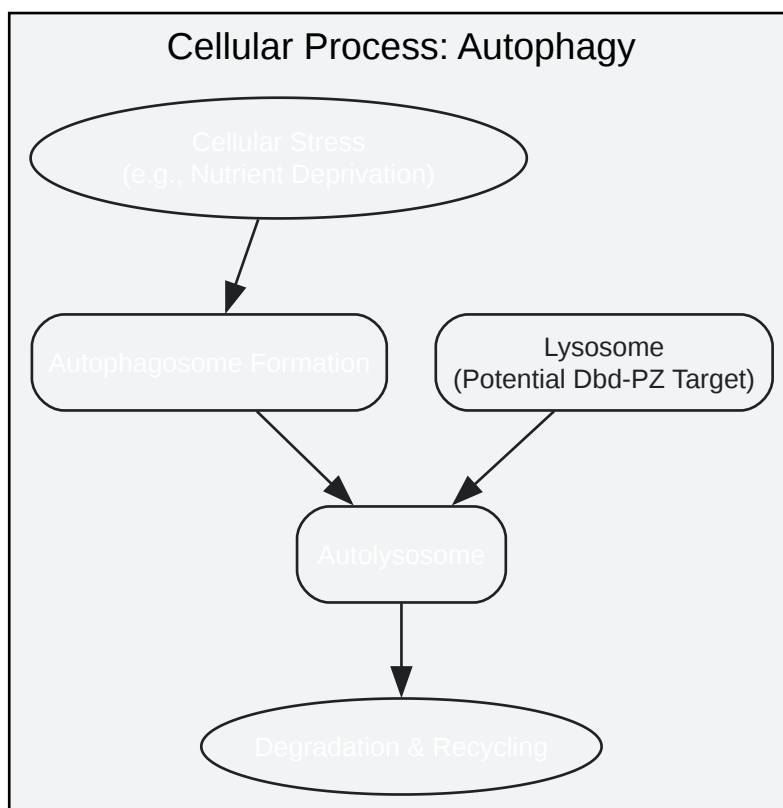 Cellular Process: Autophagy
Cellular Stress
(e.g., Nutrient Deprivation)
Autophagosome Formation
Lysosome
(Potential Dbd-PZ Target)
Autolysosome
Degradation & Recycling